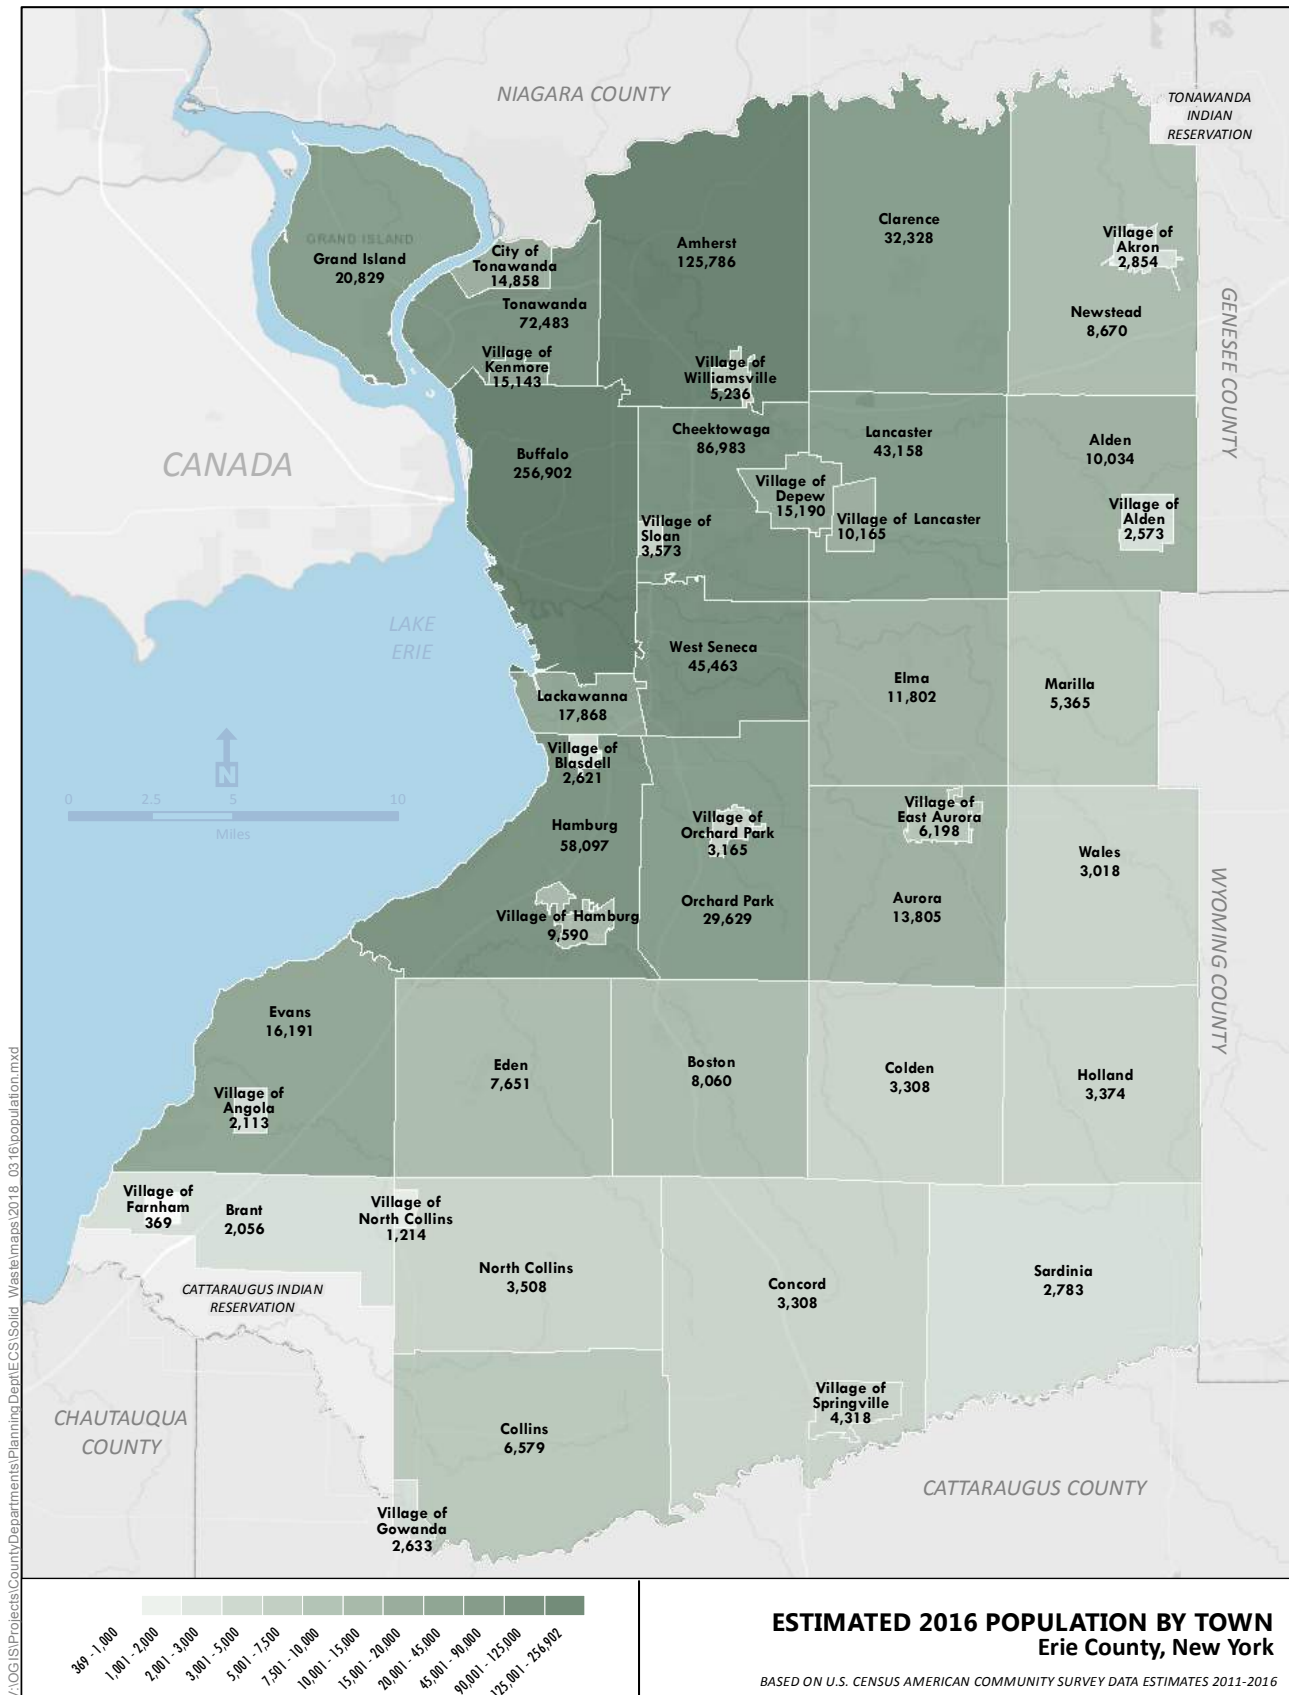 NIAGARA COUNTY
TONAWANDA
INDIAN
RESERVATION
GRAND ISLAND
Grand Island
20,829
City of
Tonawanda
14,858
Tonawanda
72,483
Village of
Kenmore
15,143
Amherst
125,786
Village of
Williamsville
5,236
Clarence
32,328
Village of
Akron
2,854
Newstead
8,670
GENESEE COUNTY
CANADA
Buffalo
256,902
Cheektowaga
86,983
Lancaster
43,158
Alden
10,034
Village of
Depew
15,190
Village of Lancaster
10,165
Village of
Sloan
3,573
Village of
Alden
2,573
LAKE
ERIE
West Seneca
45,463
Elma
11,802
Marilla
5,365
Lackawanna
17,868
Village of
Blasdell
2,621
N
0 2.5 5 10
Miles
Hamburg
58,097
Village of
Orchard Park
3,165
Village of
East Aurora
6,198
Wales
3,018
Village of Hamburg
9,590
Orchard Park
29,629
Aurora
13,805
WYOMING COUNTY
Evans
16,191
Eden
7,651
Boston
8,060
Colden
3,308
Holland
3,374
Village of
Angola
2,113
Village of
Farnham
369
Brant
2,056
Village of
North Collins
1,214
North Collins
3,508
Concord
3,308
Sardinia
2,783
CATTARAUGUS INDIAN
RESERVATION
CHAUTAUQUA
COUNTY
Collins
6,579
Village of
Springville
4,318
Village of
Gowanda
2,633
CATTARAUGUS COUNTY
V:\OGIS\Projects\CountyDepartments\PlanningDept\ECS\Solid_Waste\maps\2018_0316\population.mxd
369 - 1,000
1,001 - 2,000
2,001 - 3,000
3,001 - 5,000
5,001 - 7,500
7,501 - 10,000
10,001 - 15,000
15,001 - 20,000
20,001 - 45,000
45,001 - 90,000
90,001 - 125,000
125,001 - 256,902
ESTIMATED 2016 POPULATION BY TOWN
Erie County, New York
BASED ON U.S. CENSUS AMERICAN COMMUNITY SURVEY DATA ESTIMATES 2011-2016